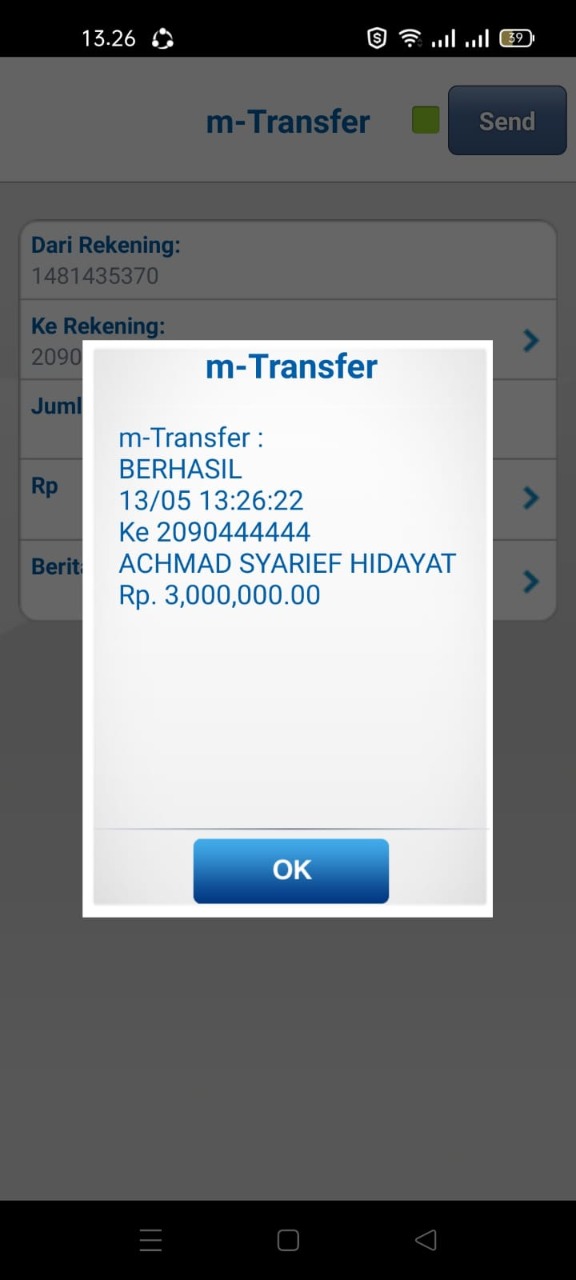 13.26
39
m-Transfer
Send
Dari Rekening:
1481435370
Ke Rekening:
2090
Juml
Rp
Berita
m-Transfer
m-Transfer :
BERHASIL
13/05 13:26:22
Ke 2090444444
ACHMAD SYARIEF HIDAYAT
Rp. 3,000,000.00
OK